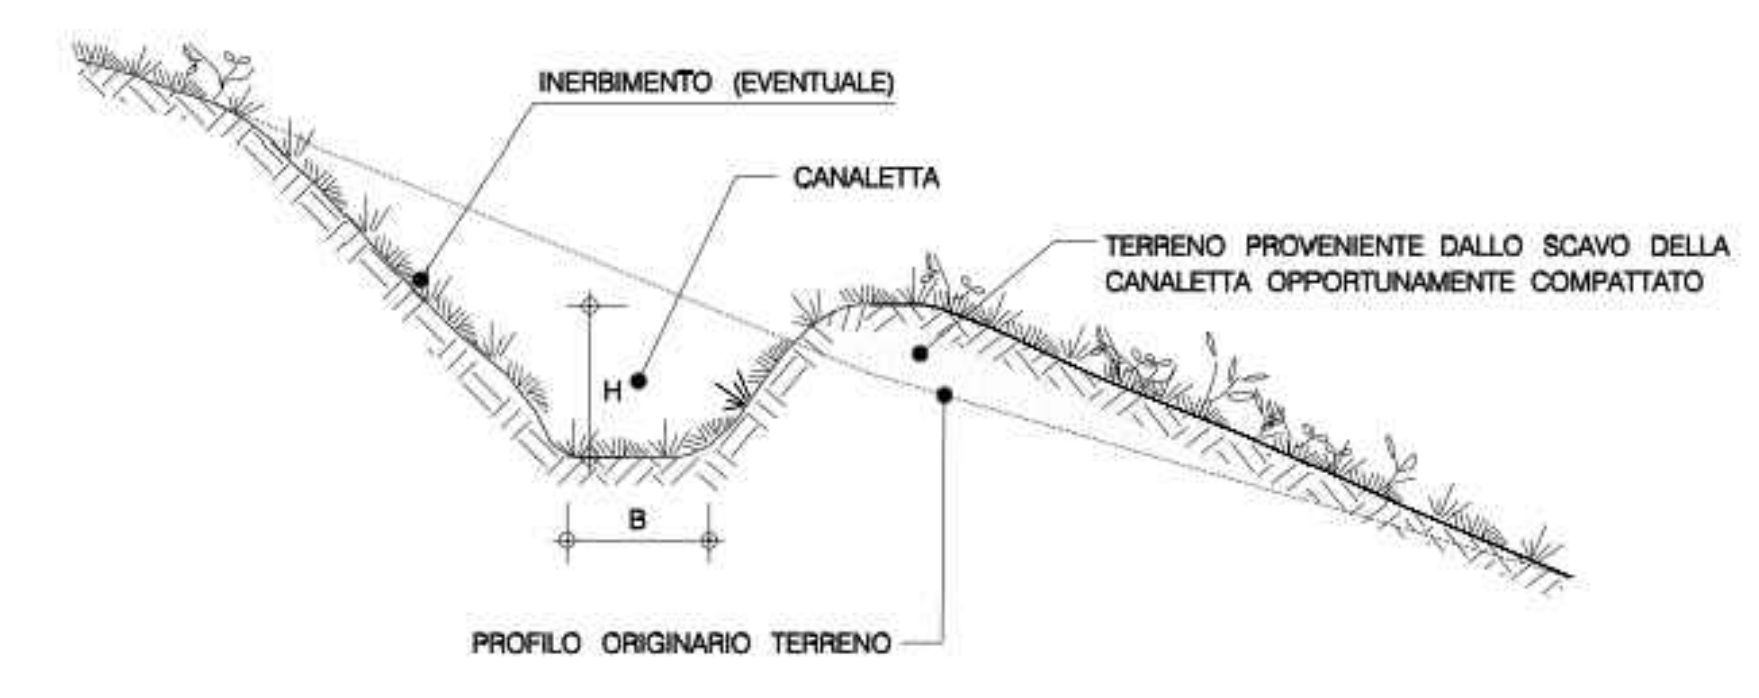 INERBIMENTO (EVENTUALE)
CANALETTA
TERRENO PROVENIENTE DALLO SCAVO DELLA
CANALETTA OPPORTUNAMENTE COMPATTATO
H
B
PROFILO ORIGINARIO TERRENO